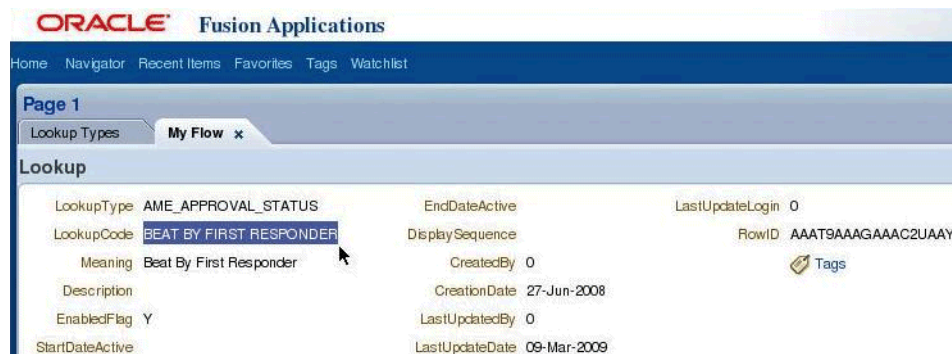 ORACLE Fusion Applications
Home Navigator Recent Items Favorites Tags Watchlist
Page 1
Lookup Types My Flow x
Lookup
LookupType AME_APPROVAL_STATUS EndDateActive LastUpdateLogin 0
LookupCode BEAT BY FIRST RESPONDER DisplaySequence RowID AAAT9AAAGAAAC2UAAY
Meaning Beat By First Responder CreatedBy 0 Tags
Description CreationDate 27-Jun-2008
EnabledFlag Y LastUpdatedBy 0
StartDateActive LastUpdateDate 09-Mar-2009